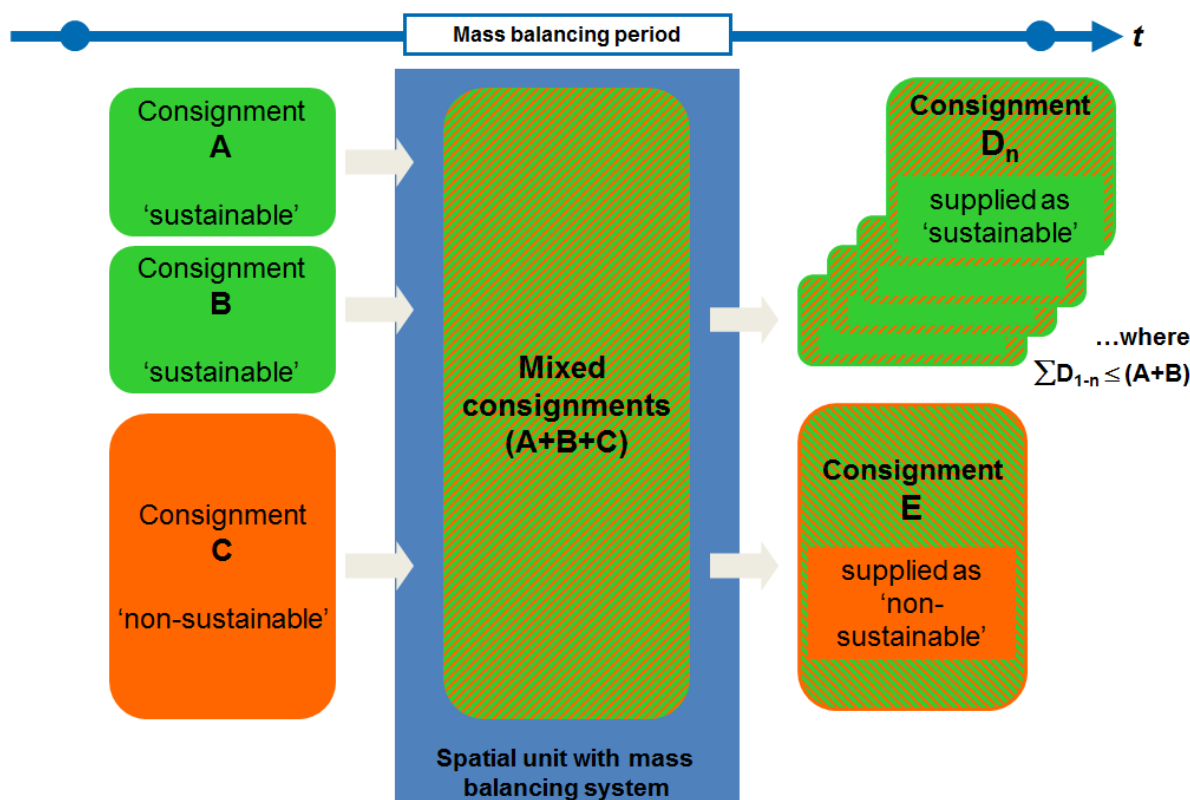 Mass balancing period
t
Consignment
A
‘sustainable’
Consignment
B
‘sustainable’
Consignment
C
‘non-sustainable’
Mixed
consignments
(A+B+C)
Spatial unit with mass
balancing system
Consignment
Dₙ
supplied as
‘sustainable’
…where
∑D₁₋ₙ ≤ (A+B)
Consignment
E
supplied as
‘non-
sustainable’